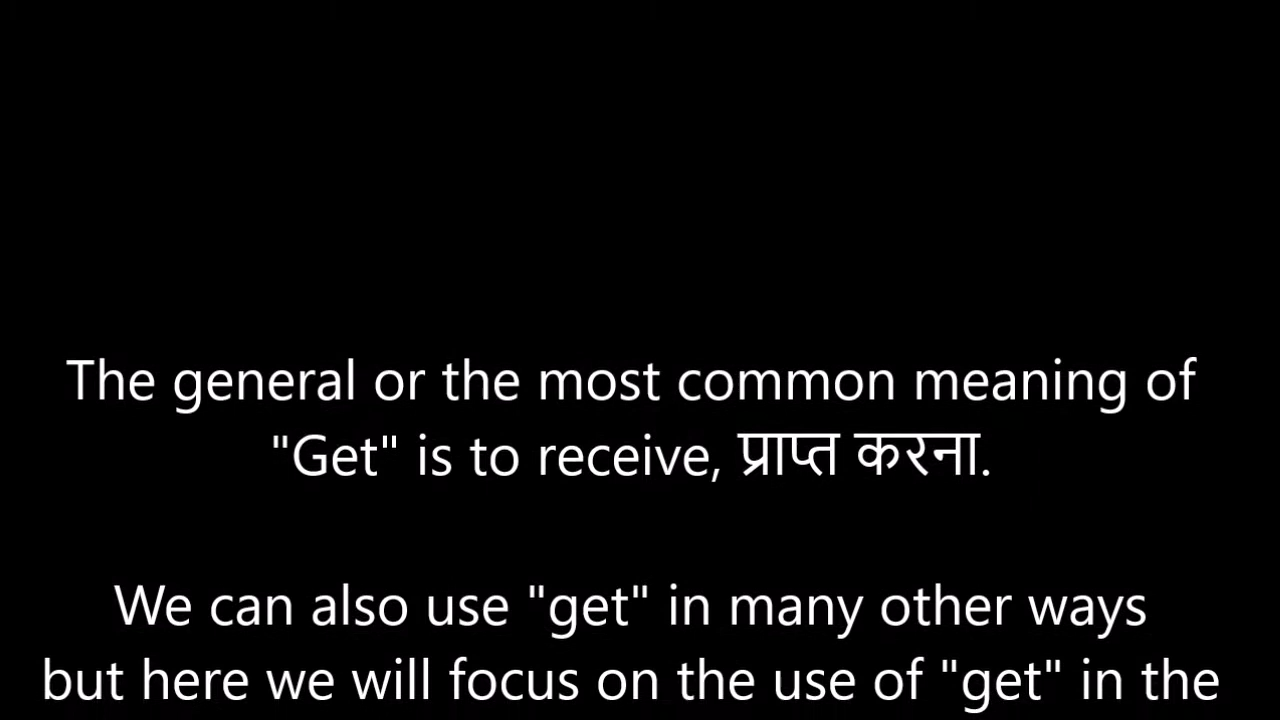 The general or the most common meaning of
"Get" is to receive, प्राप्त करना.
We can also use "get" in many other ways
but here we will focus on the use of "get" in the